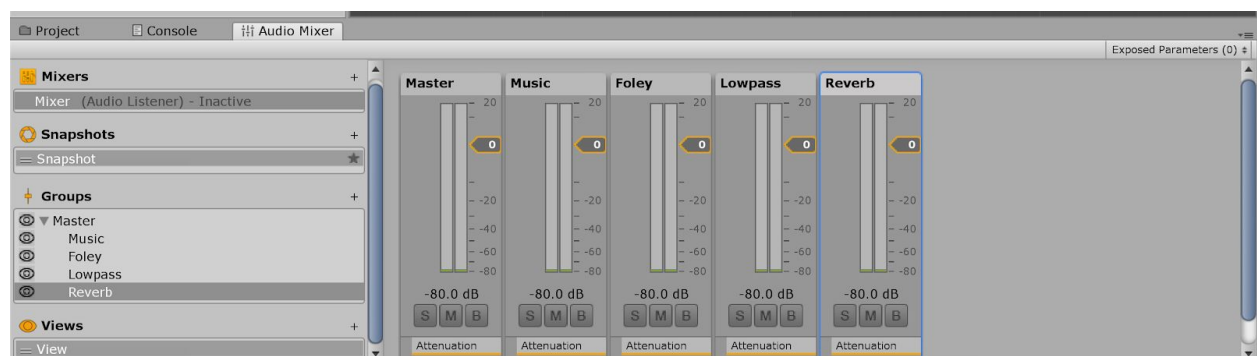 Project Console Audio Mixer
Exposed Parameters (0)
Mixers +
Mixer (Audio Listener) - Inactive
Snapshots +
Snapshot
Groups +
Master
Music
Foley
Lowpass
Reverb
Views +
View
Master Music Foley Lowpass Reverb
20 20 20 20 20
0 0 0 0 0
-20 -20 -20 -20 -20
-40 -40 -40 -40 -40
-60 -60 -60 -60 -60
-80 -80 -80 -80 -80
-80.0 dB -80.0 dB -80.0 dB -80.0 dB -80.0 dB
S M B S M B S M B S M B S M B
Attenuation Attenuation Attenuation Attenuation Attenuation